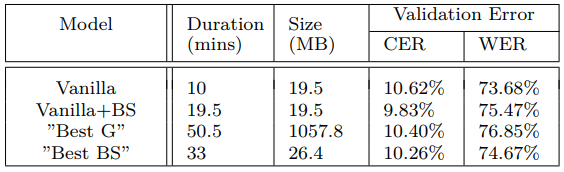 Model Duration (mins) Size (MB) Validation Error
CER WER
Vanilla 10 19.5 10.62% 73.68%
Vanilla+BS 19.5 19.5 9.83% 75.47%
”Best G” 50.5 1057.8 10.40% 76.85%
”Best BS” 33 26.4 10.26% 74.67%